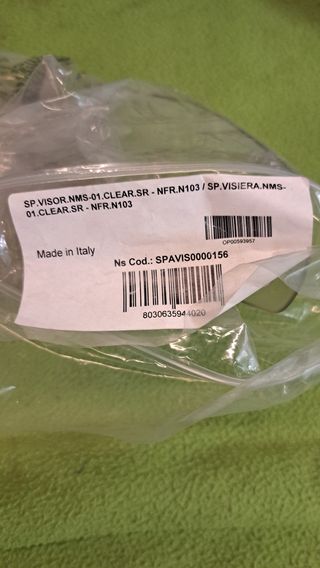 SP.VISOR.NMS-01.CLEAR.SR - NFR.N103 / SP.VISIERA.NMS-
01.CLEAR.SR - NFR.N103
OP00593957
Made in Italy
Ns Cod.: SPAVIS0000156
8030635944020